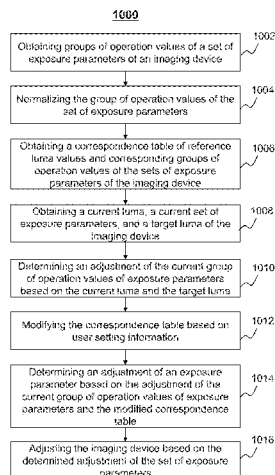 1000
Obtaining groups of operation values of a set of
exposure parameters of an imaging device
1002
Normalizing the group of operation values of the
set of exposure parameters
1004
Obtaining a correspondence table of reference
luma values and corresponding groups of
operation values of the sets of exposure
parameters of the imaging device
1006
Obtaining a current luma, a current set of
exposure parameters, and a target luma of the
imaging device
1008
Determining an adjustment of the current group
of operation values of exposure parameters
based on the current luma and the target luma
1010
Modifying the correspondence table based on
user setting information
1012
Determining an adjustment of an exposure
parameter based on the adjustment of the
current group of operation values of exposure
parameters and the modified correspondence
table
1014
Adjusting the imaging device based on the
determined adjustment of the set of exposure
parameters
1016